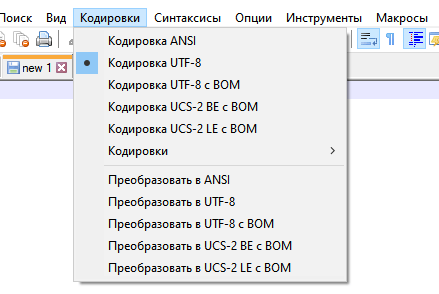 Поиск Вид Кодировки Синтаксисы Опции Инструменты Макросы
new 1
Кодировка ANSI
Кодировка UTF-8
Кодировка UTF-8 с BOM
Кодировка UCS-2 BE с BOM
Кодировка UCS-2 LE с BOM
Кодировки
Преобразовать в ANSI
Преобразовать в UTF-8
Преобразовать в UTF-8 с BOM
Преобразовать в UCS-2 BE с BOM
Преобразовать в UCS-2 LE с BOM